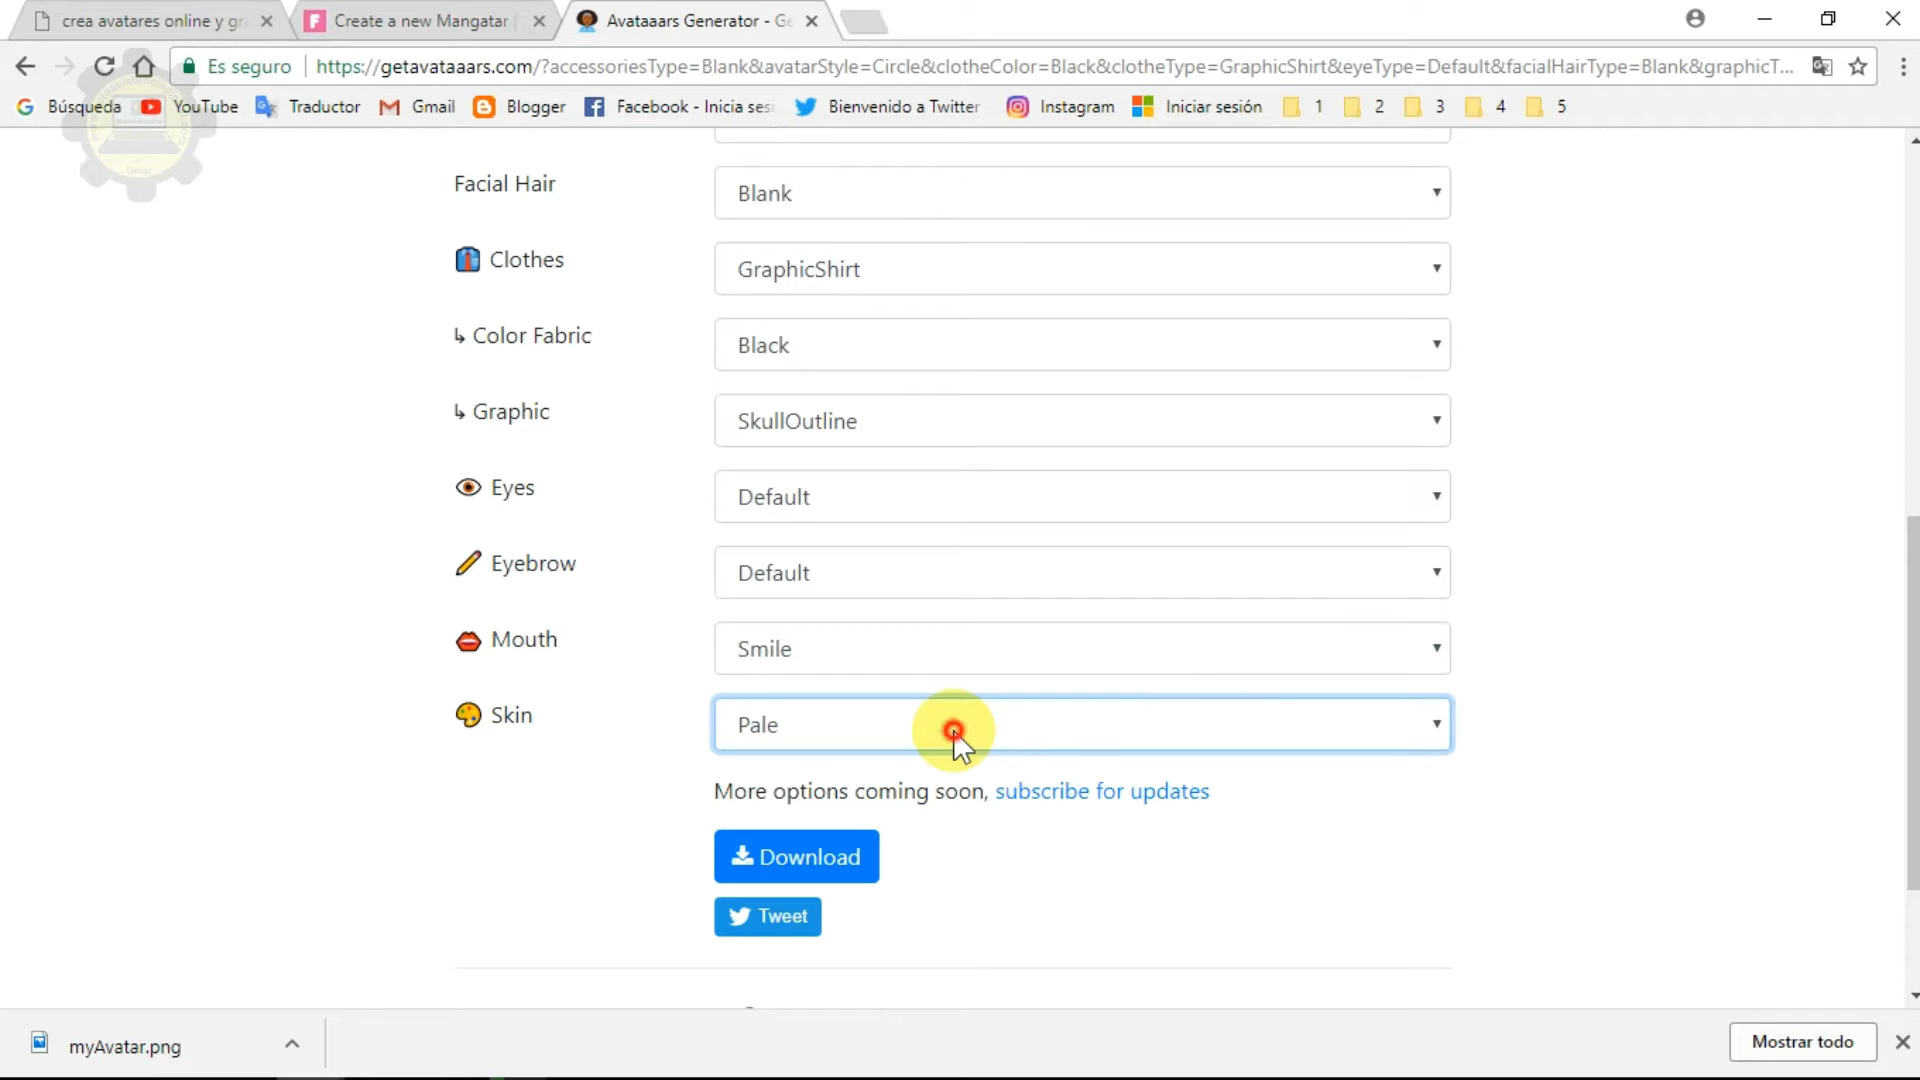 crea avatares online y gr
Create a new Mangatar
Avataaars Generator - Ge
Es seguro
https://getavataaars.com/?accessoriesType=Blank&avatarStyle=Circle&clotheColor=Black&clotheType=GraphicShirt&eyeType=Default&facialHairType=Blank&graphicT...
Búsqueda YouTube Traductor Gmail Blogger Facebook - Inicia sesi Bienvenido a Twitter Instagram Iniciar sesión 1 2 3 4 5
Facial Hair Blank
Clothes GraphicShirt
↳ Color Fabric Black
↳ Graphic SkullOutline
Eyes Default
Eyebrow Default
Mouth Smile
Skin Pale
More options coming soon, subscribe for updates
Download
Tweet
myAvatar.png
Mostrar todo